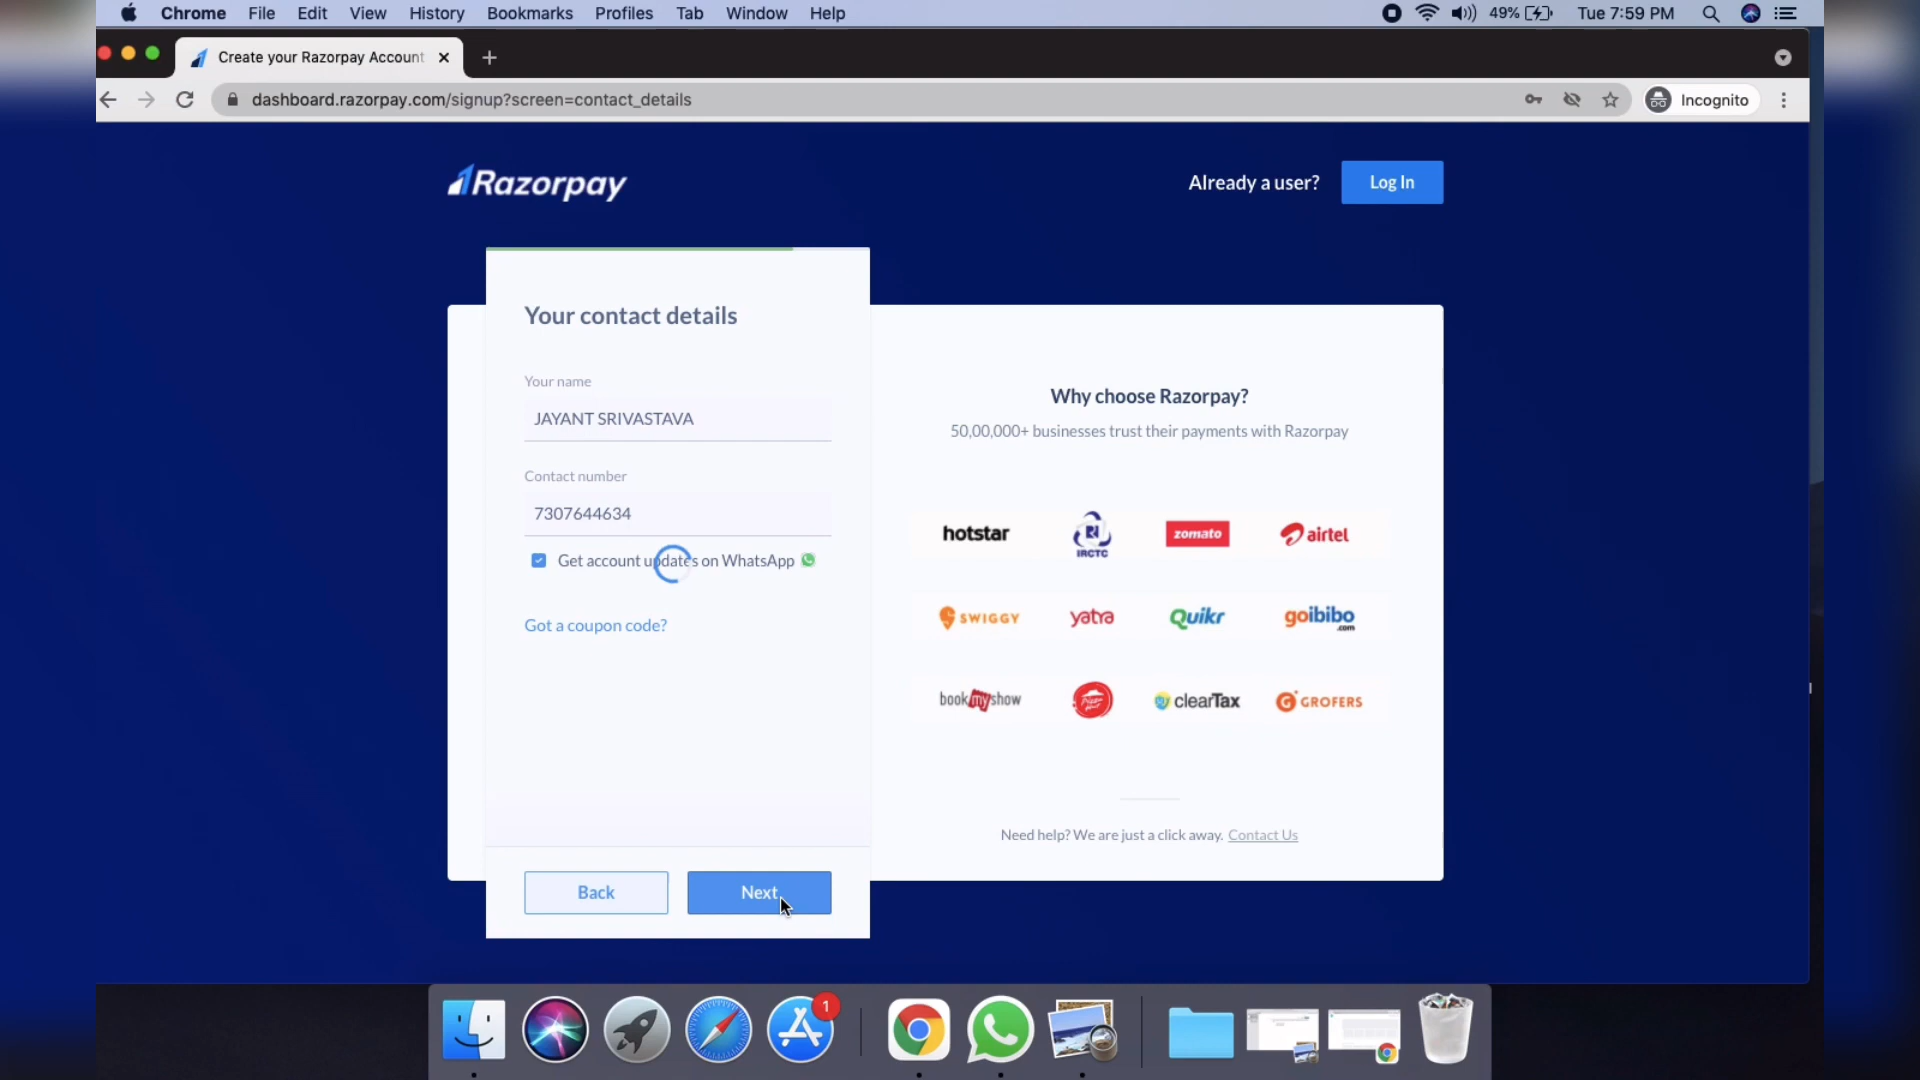 Chrome File Edit View History Bookmarks Profiles Tab Window Help 49% Tue 7:59 PM
Create your Razorpay Account
dashboard.razorpay.com/signup?screen=contact_details Incognito
Razorpay
Already a user? Log In
Your contact details
Your name
JAYANT SRIVASTAVA
Contact number
7307644634
Get account updates on WhatsApp
Got a coupon code?
Back Next
Why choose Razorpay?
50,00,000+ businesses trust their payments with Razorpay
hotstar IRCTC zomato airtel
SWIGGY yatra Quikr goibibo.com
bookmyshow Pizza Hut clearTax GROFERS
Need help? We are just a click away. Contact Us
1